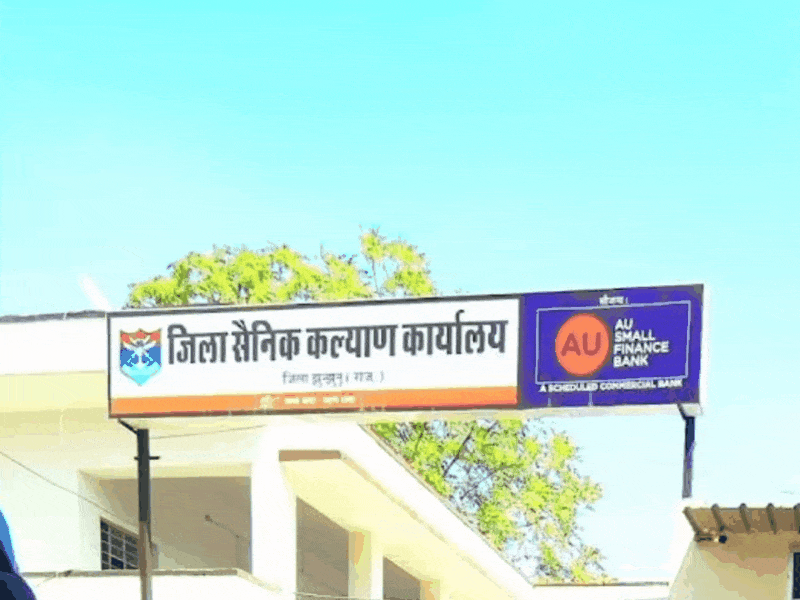 जिला सैनिक कल्याण कार्यालय
जिला झुन्झुनू ( राज. )
सौजन्य :
AU
AU
SMALL
FINANCE
BANK
A SCHEDULED COMMERCIAL BANK